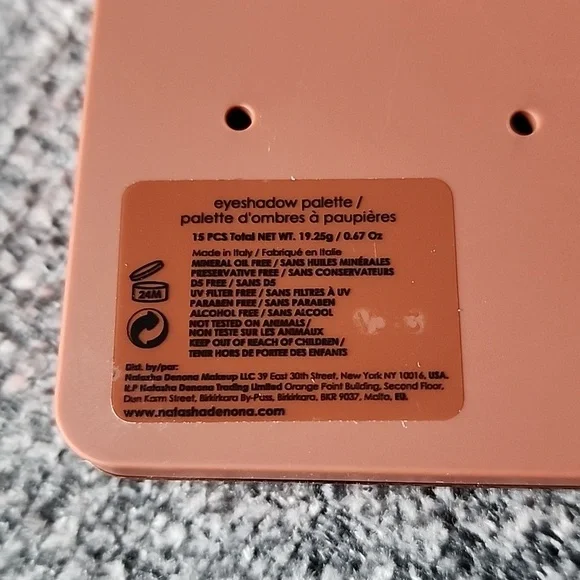 eyeshadow palette /
palette d'ombres à paupières
15 PCS Total NET WT. 19.25g / 0.67 Oz
Made in Italy / Fabriqué en Italie
MINERAL OIL FREE / SANS HUILES MINÉRALES
PRESERVATIVE FREE / SANS CONSERVATEURS
D5 FREE / SANS D5
UV FILTER FREE / SANS FILTRES À UV
PARABEN FREE / SANS PARABEN
ALCOHOL FREE / SANS ALCOOL
NOT TESTED ON ANIMALS /
NON TESTE SUR LES ANIMAUX
KEEP OUT OF REACH OF CHILDREN /
TENIR HORS DE PORTEE DES ENFANTS
24M
Dist. by/par:
Natasha Denona Makeup LLC 39 East 30th Street, New York NY 10016, USA.
R.P Natasha Denona Trading Limited Orange Point Building, Second Floor,
Dun Karm Street, Birkirkara By-Pass, Birkirkara, BKR 9037, Malta, EU.
www.natashadenona.com